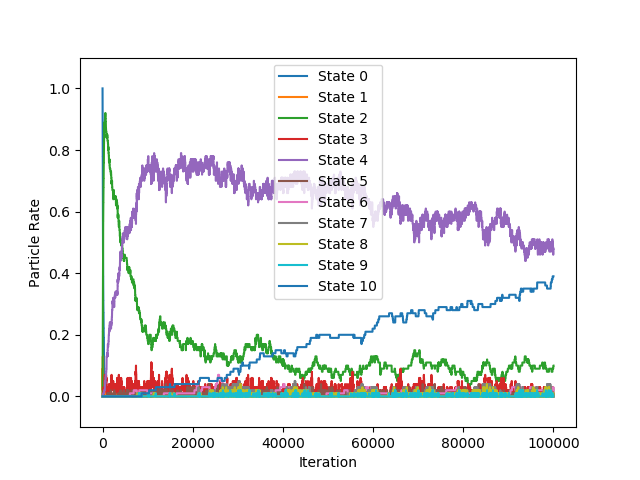 1.0
0.8
0.6
0.4
0.2
0.0
Particle Rate
State 0
State 1
State 2
State 3
State 4
State 5
State 6
State 7
State 8
State 9
State 10
0 20000 40000 60000 80000 100000
Iteration